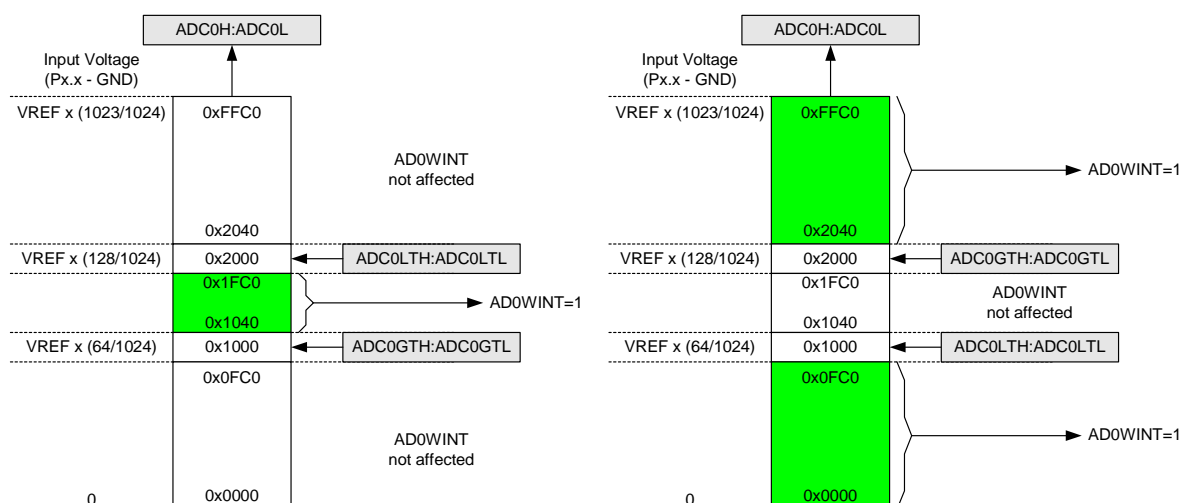 ADC0H:ADC0L
Input Voltage
(Px.x - GND)
VREF x (1023/1024)
0xFFC0
AD0WINT
not affected
0x2040
VREF x (128/1024)
0x2000
ADC0LTH:ADC0LTL
0x1FC0
AD0WINT=1
0x1040
VREF x (64/1024)
0x1000
ADC0GTH:ADC0GTL
0x0FC0
AD0WINT
not affected
0
0x0000
ADC0H:ADC0L
Input Voltage
(Px.x - GND)
VREF x (1023/1024)
0xFFC0
AD0WINT=1
0x2040
VREF x (128/1024)
0x2000
ADC0GTH:ADC0GTL
0x1FC0
AD0WINT
not affected
0x1040
VREF x (64/1024)
0x1000
ADC0LTH:ADC0LTL
0x0FC0
AD0WINT=1
0
0x0000